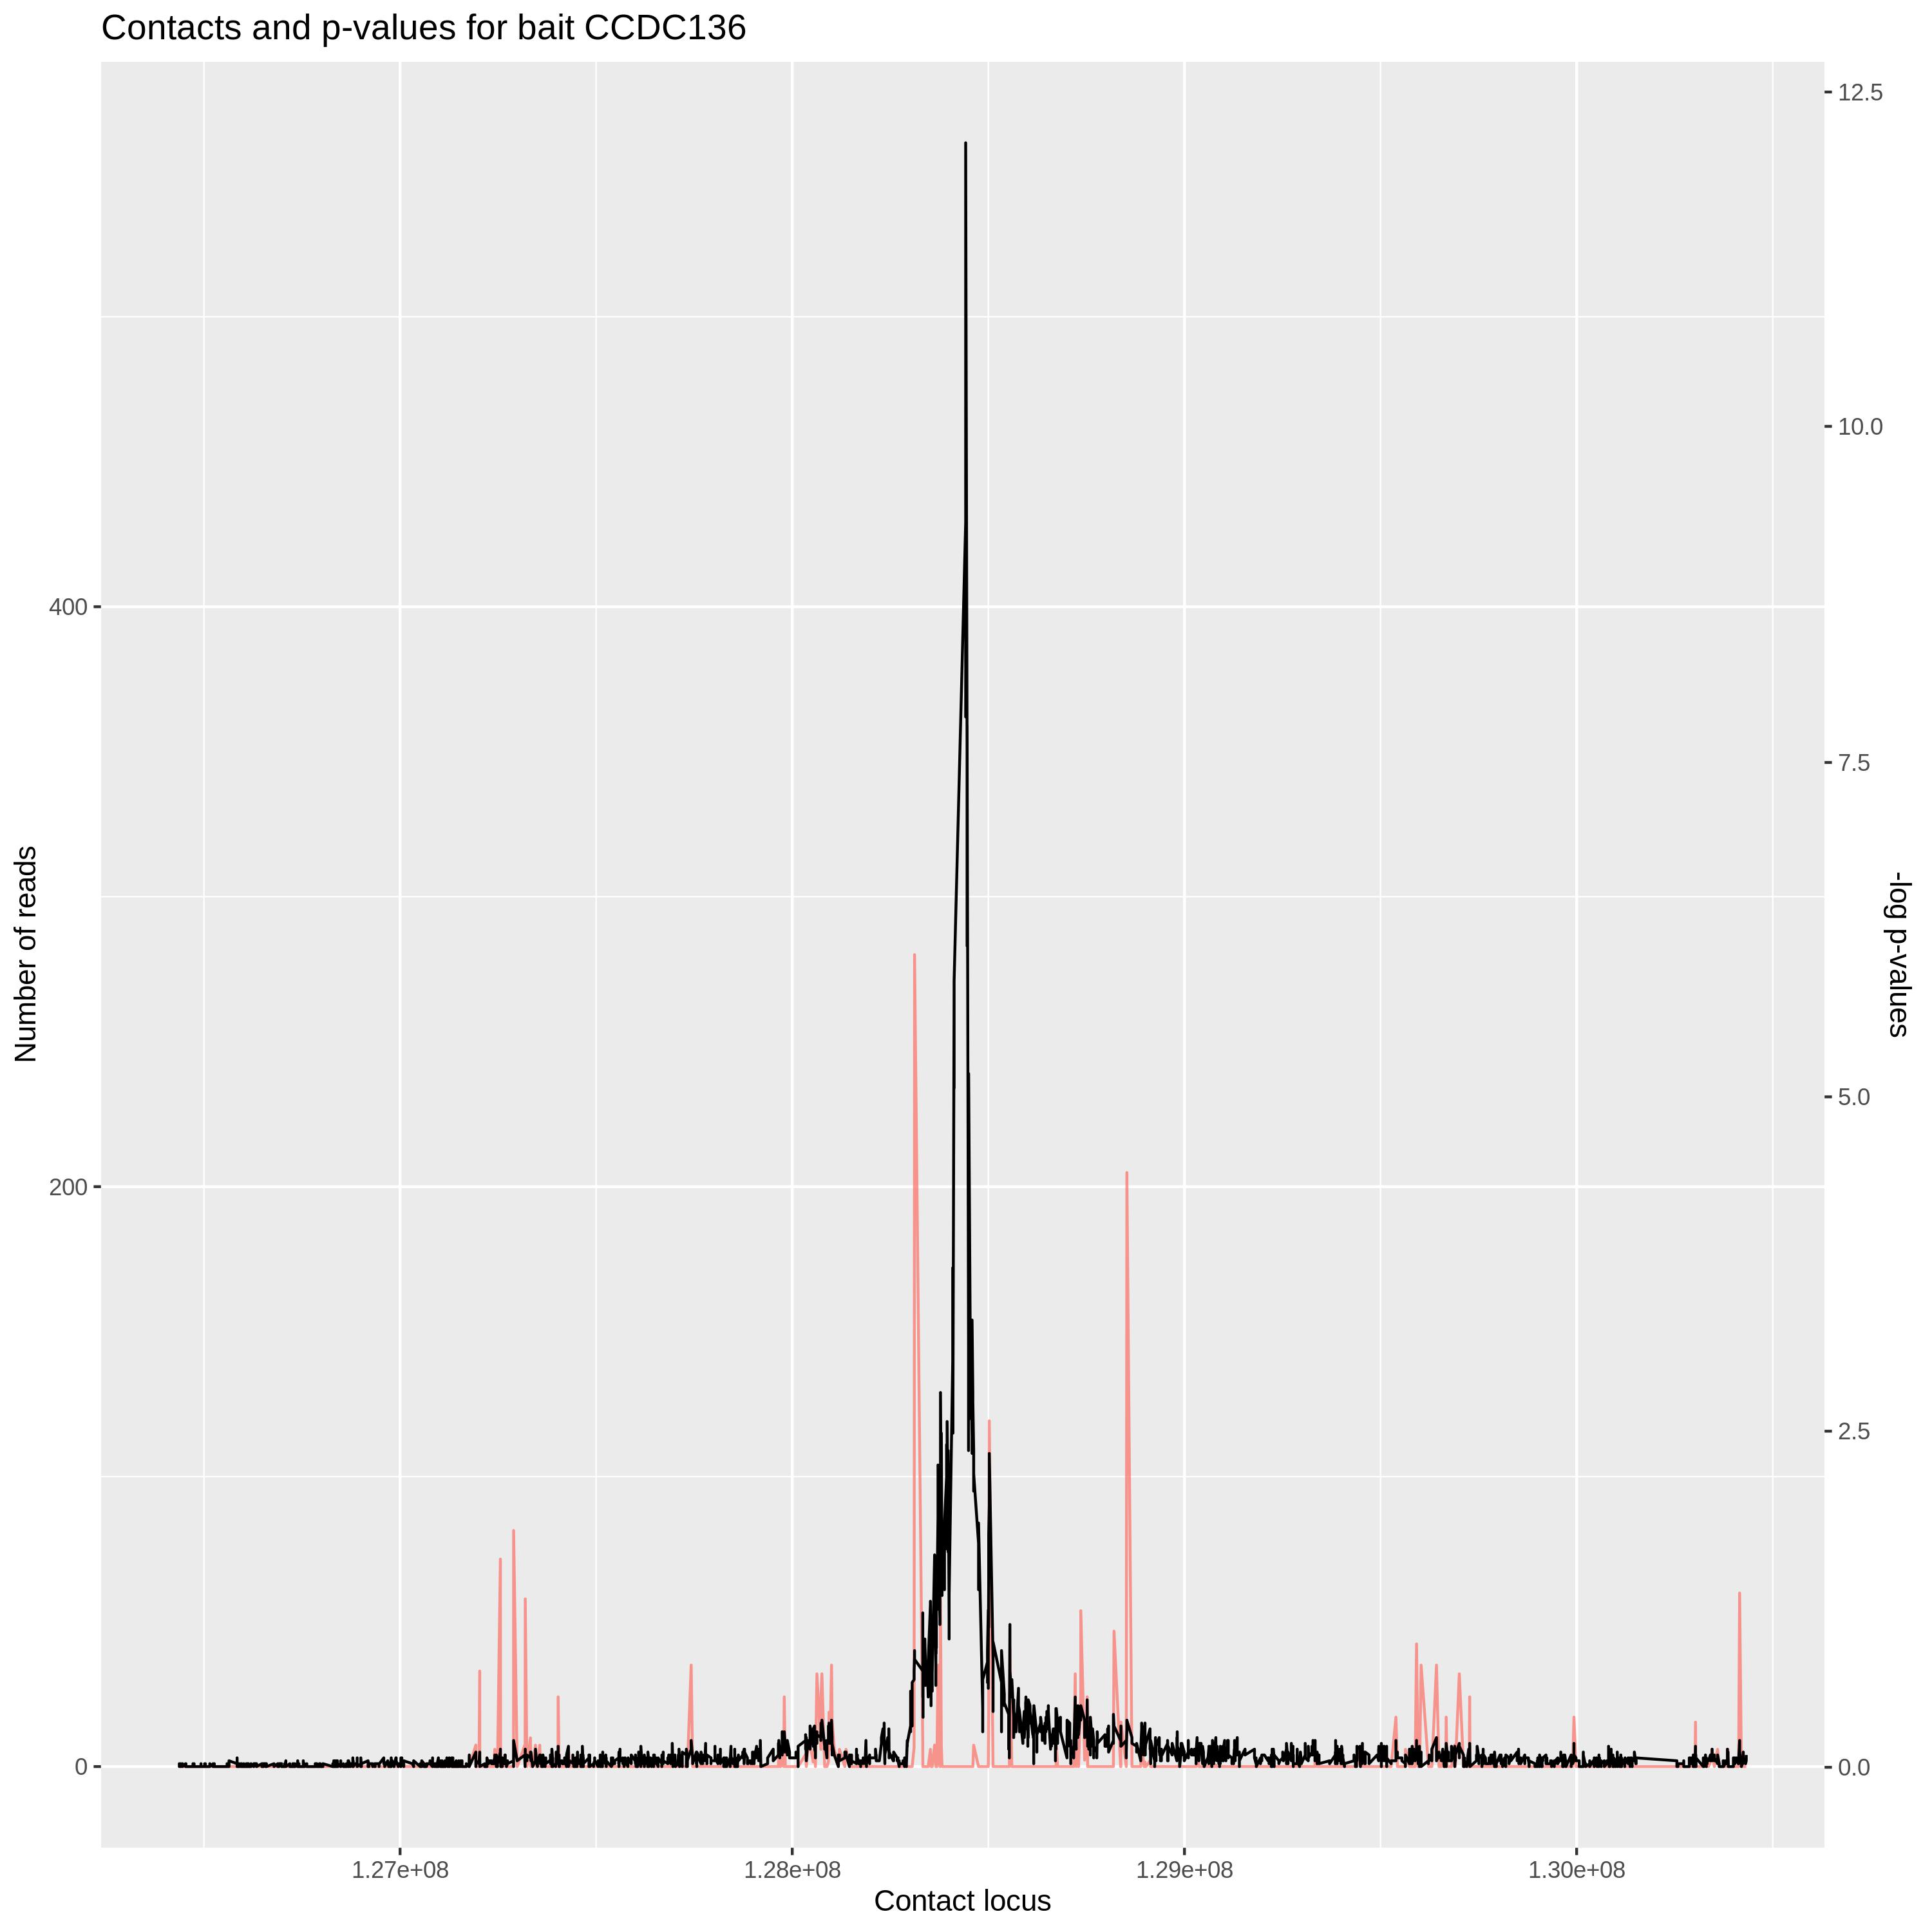 Contacts and p-values for bait CCDC136
12.5
10.0
400
7.5
Number of reads
-log p-values
5.0
200
2.5
0
0.0
1.27e+08
1.28e+08
1.29e+08
1.30e+08
Contact locus